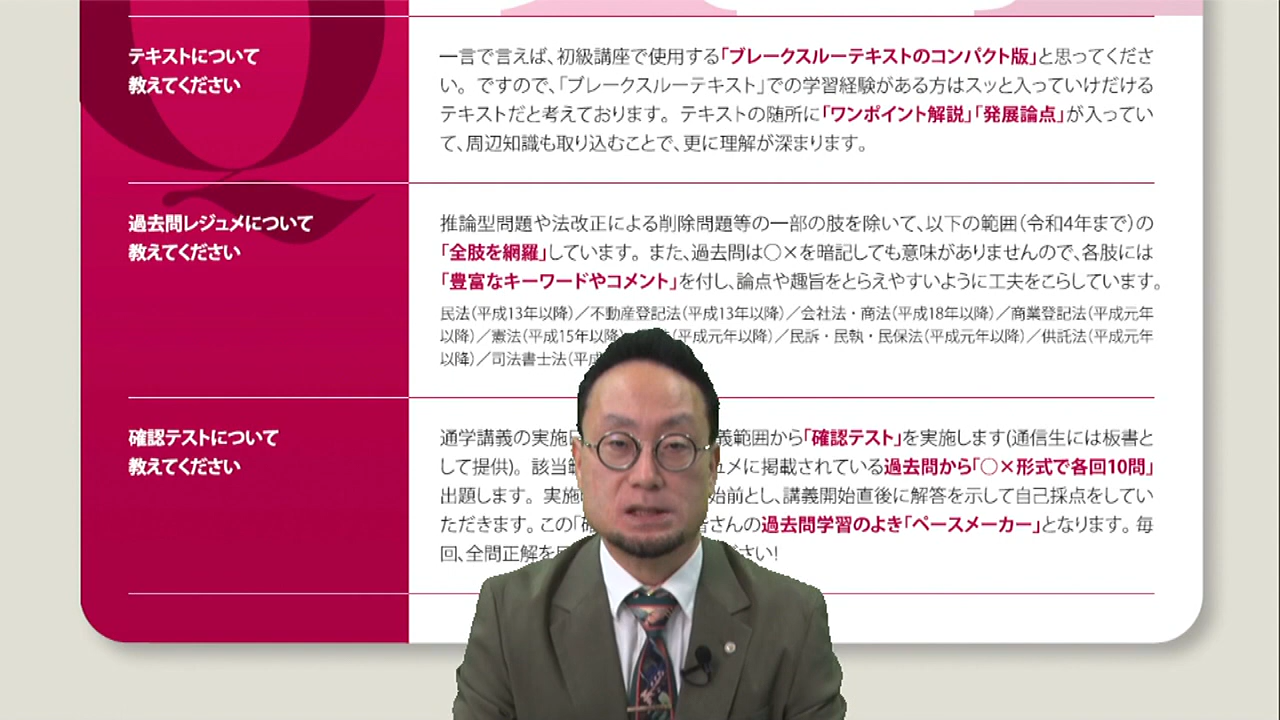 テキストについて
教えてください
一言で言えば、初級講座で使用する「ブレークスルーテキストのコンパクト版」と思ってくださ
い。ですので、「ブレークスルーテキスト」での学習経験がある方はスッと入っていけだける
テキストだと考えております。テキストの随所に「ワンポイント解説」「発展論点」が入ってい
て、周辺知識も取り込むことで、更に理解が深まります。
過去問レジュメについて
教えてください
推論型問題や法改正による削除問題等の一部の肢を除いて、以下の範囲（令和4年まで）の
「全肢を網羅」しています。また、過去問は〇×を暗記しても意味がありませんので、各肢には
「豊富なキーワードやコメント」を付し、論点や趣旨をとらえやすいように工夫をこらしています。
民法（平成13年以降）／不動産登記法（平成13年以降）／会社法・商法（平成18年以降）／商業登記法（平成元年
以降）／憲法（平成15年以降） （平成元年以降）／民訴・民執・民保法（平成元年以降）／供託法（平成元年
以降）／司法書士法（平成
確認テストについて
教えてください
通学講義の実施 義範囲から「確認テスト」を実施します(通信生には板書と
して提供)。該当 ュメに掲載されている過去問から「〇×形式で各回10問」
出題します。実施 始前とし、講義開始直後に解答を示して自己採点をしてい
ただきます。この「 さんの過去問学習のよき「ペースメーカー」となります。毎
回、全問正解を ださい!